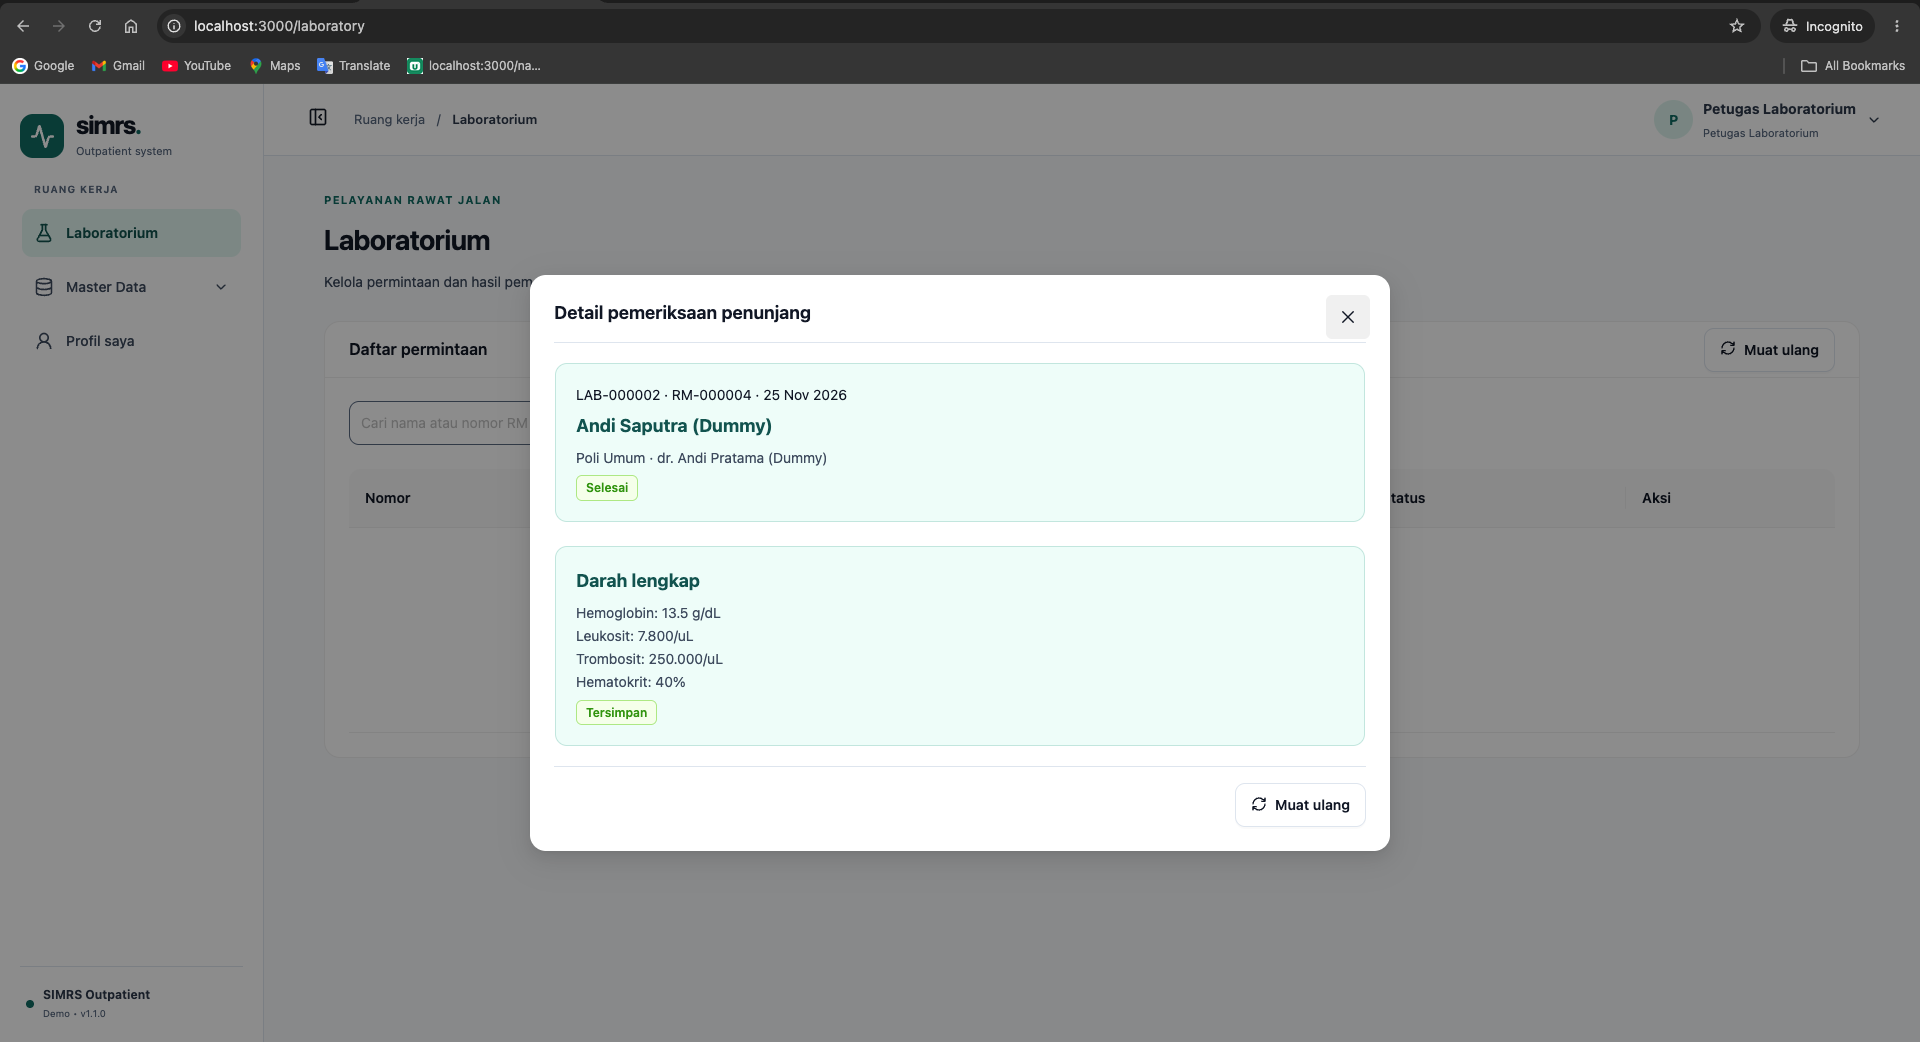 localhost:3000/laboratory
Incognito
Google
Gmail
YouTube
Maps
Translate
localhost:3000/na...
All Bookmarks
simrs.
Outpatient system
RUANG KERJA
Laboratorium
Master Data
Profil saya
SIMRS Outpatient
Demo • v1.1.0
Ruang kerja / Laboratorium
P
Petugas Laboratorium
Petugas Laboratorium
PELAYANAN RAWAT JALAN
Laboratorium
Kelola permintaan dan hasil pem
Daftar permintaan
Muat ulang
Cari nama atau nomor RM
Nomor
tatus
Aksi
Detail pemeriksaan penunjang
LAB-000002 · RM-000004 · 25 Nov 2026
Andi Saputra (Dummy)
Poli Umum · dr. Andi Pratama (Dummy)
Selesai
Darah lengkap
Hemoglobin: 13.5 g/dL
Leukosit: 7.800/uL
Trombosit: 250.000/uL
Hematokrit: 40%
Tersimpan
Muat ulang